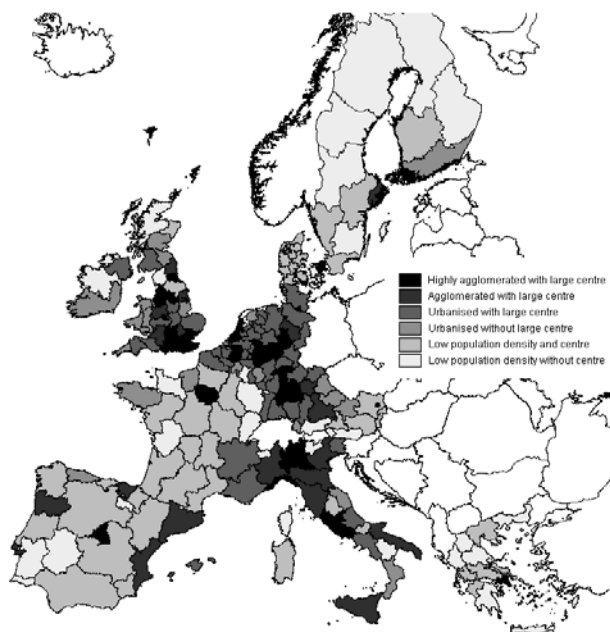 Highly agglomerated with large centre
Agglomerated with large centre
Urbanised with large centre
Urbanised without large centre
Low population density and centre
Low population density without centre